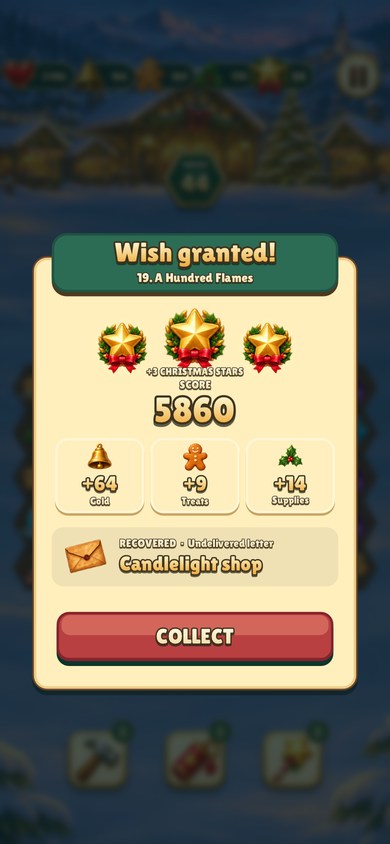 Wish granted!
19. A Hundred Flames
+3 CHRISTMAS STARS
SCORE
5860
+64
Gold
+9
Treats
+14
Supplies
RECOVERED • Undelivered letter
Candlelight shop
COLLECT